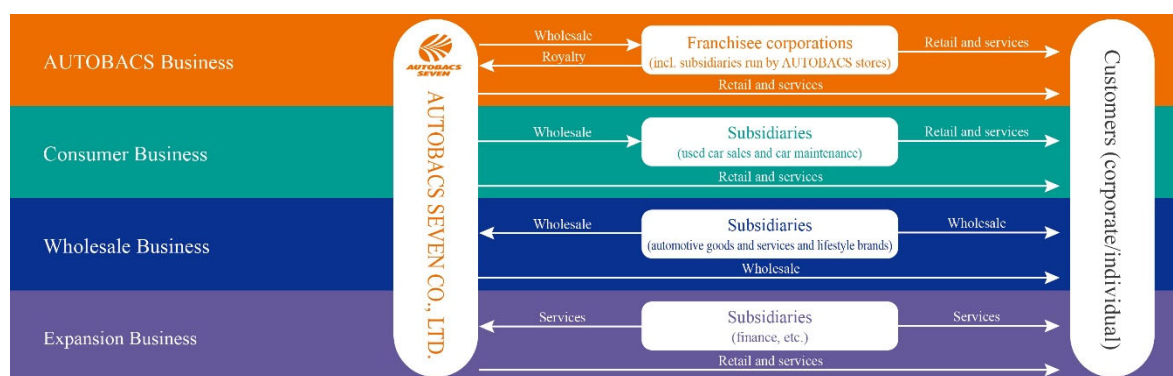 AUTOBACS Business
AUTOBACS
SEVEN
AUTOBACS SEVEN CO., LTD.
Wholesale
Royalty
Franchisee corporations
(incl. subsidiaries run by AUTOBACS stores)
Retail and services
Retail and services
Customers (corporate/individual)
Consumer Business
Wholesale
Subsidiaries
(used car sales and car maintenance)
Retail and services
Retail and services
Wholesale Business
Wholesale
Subsidiaries
(automotive goods and services and lifestyle brands)
Wholesale
Wholesale
Expansion Business
Services
Subsidiaries
(finance, etc.)
Services
Retail and services